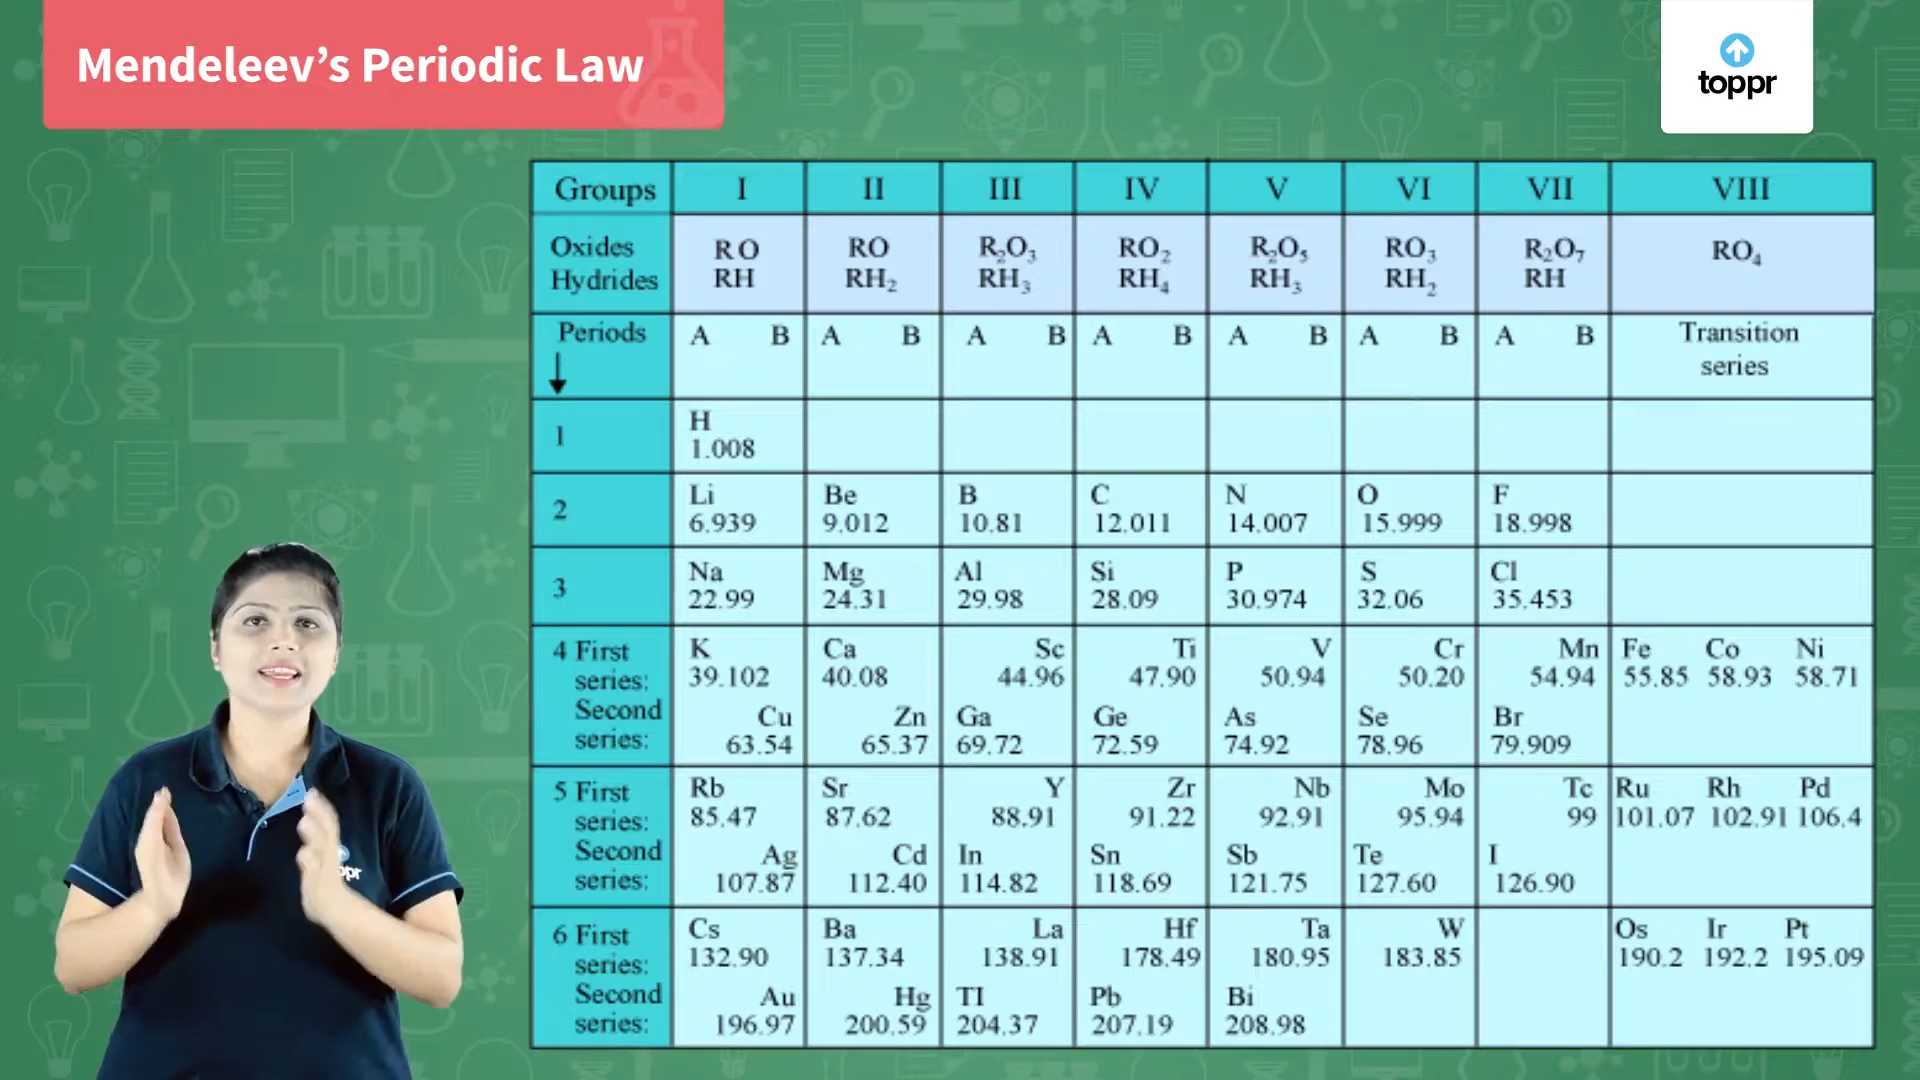 Mendeleev’s Periodic Law
toppr
Groups I II III IV V VI VII VIII
Oxides RO RO R₂O₃ RO₂ R₂O₅ RO₃ R₂O₇ RO₄
Hydrides RH RH₂ RH₃ RH₄ RH₃ RH₂ RH
Periods A B A B A B A B A B A B A B Transition
series
1 H
1.008
2 Li Be B C N O F
6.939 9.012 10.81 12.011 14.007 15.999 18.998
3 Na Mg Al Si P S Cl
22.99 24.31 29.98 28.09 30.974 32.06 35.453
4 First K Ca Sc Ti V Cr Mn Fe Co Ni
series: 39.102 40.08 44.96 47.90 50.94 50.20 54.94 55.85 58.93 58.71
Second Cu Zn Ga Ge As Se Br
series: 63.54 65.37 69.72 72.59 74.92 78.96 79.909
5 First Rb Sr Y Zr Nb Mo Tc Ru Rh Pd
series: 85.47 87.62 88.91 91.22 92.91 95.94 99 101.07 102.91 106.4
Second Ag Cd In Sn Sb Te I
series: 107.87 112.40 114.82 118.69 121.75 127.60 126.90
6 First Cs Ba La Hf Ta W Os Ir Pt
series: 132.90 137.34 138.91 178.49 180.95 183.85 190.2 192.2 195.09
Second Au Hg TI Pb Bi
series: 196.97 200.59 204.37 207.19 208.98